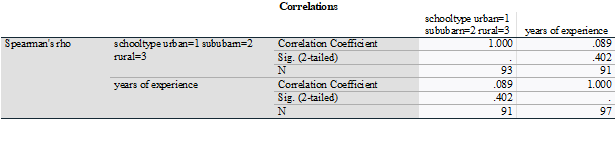 Correlations
schooltype urban=1
sububarn=2 rural=3 years of experience
Spearman's rho schooltype urban=1 sububarn=2 Correlation Coefficient 1.000 .089
rural=3 Sig. (2-tailed) . .402
N 93 91
years of experience Correlation Coefficient .089 1.000
Sig. (2-tailed) .402 .
N 91 97